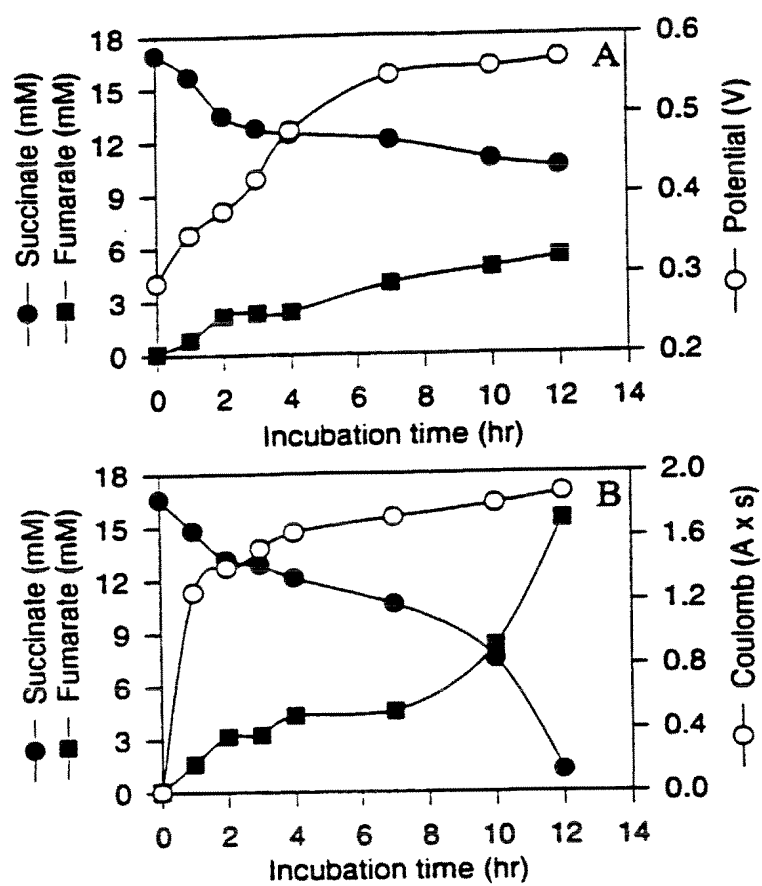 A
18
15
12
9
6
3
0
0.6
0.5
0.4
0.3
0.2
0 2 4 6 8 10 12 14
Incubation time (hr)
Succinate (mM)
Fumarate (mM)
Potential (V)
B
18
15
12
9
6
3
0
2.0
1.6
1.2
0.8
0.4
0.0
0 2 4 6 8 10 12 14
Incubation time (hr)
Succinate (mM)
Fumarate (mM)
Coulomb (A x s)